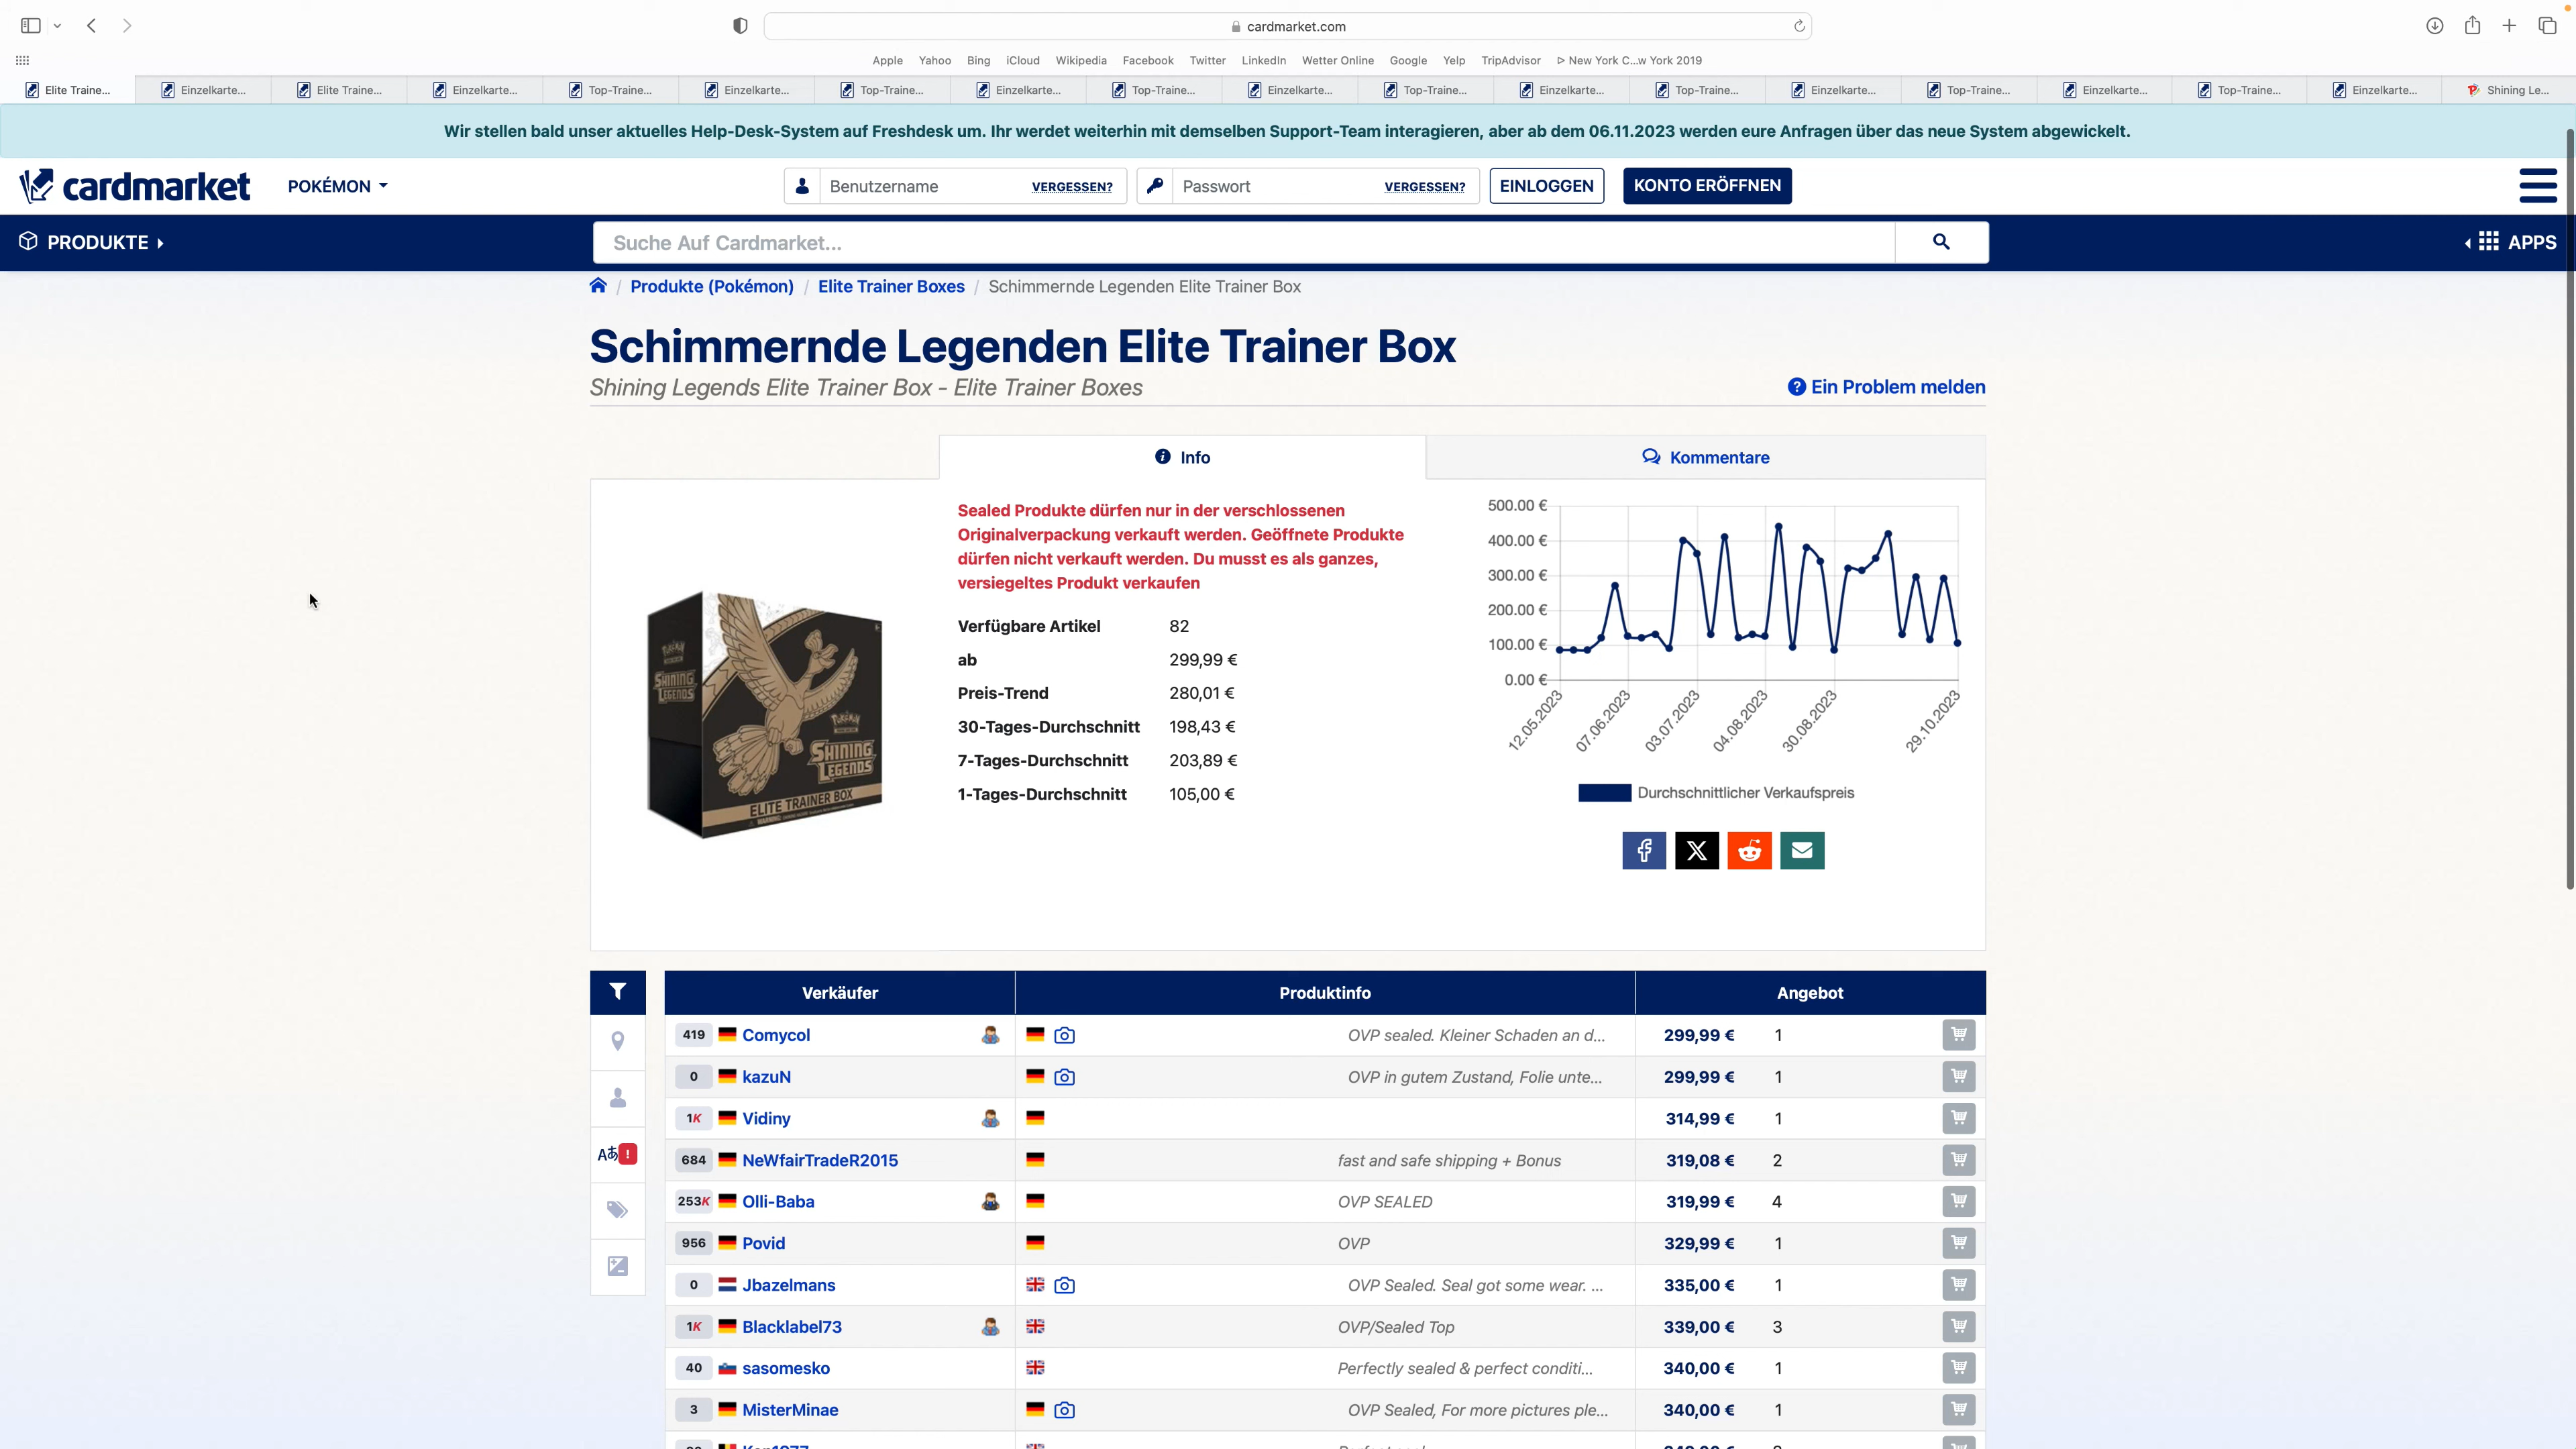 cardmarket.com
Apple Yahoo Bing iCloud Wikipedia Facebook Twitter LinkedIn Wetter Online Google Yelp TripAdvisor ▷ New York C...w York 2019
Elite Traine... Einzelkarte... Elite Traine... Einzelkarte... Top-Traine... Einzelkarte... Top-Traine... Einzelkarte... Top-Traine... Einzelkarte... Top-Traine... Einzelkarte... Top-Traine... Einzelkarte... Top-Traine... Einzelkarte... Top-Traine... Einzelkarte... Shining Le...
Wir stellen bald unser aktuelles Help-Desk-System auf Freshdesk um. Ihr werdet weiterhin mit demselben Support-Team interagieren, aber ab dem 06.11.2023 werden eure Anfragen über das neue System abgewickelt.
cardmarket POKÉMON Benutzername VERGESSEN? Passwort VERGESSEN? EINLOGGEN KONTO ERÖFFNEN
PRODUKTE Suche Auf Cardmarket... APPS
/ Produkte (Pokémon) / Elite Trainer Boxes / Schimmernde Legenden Elite Trainer Box
Schimmernde Legenden Elite Trainer Box
Shining Legends Elite Trainer Box - Elite Trainer Boxes
Ein Problem melden
Info
Kommentare
SHINING
LEGENDS
POKÉMON
SHINING
LEGENDS
ELITE TRAINER BOX
Sealed Produkte dürfen nur in der verschlossenen
Originalverpackung verkauft werden. Geöffnete Produkte
dürfen nicht verkauft werden. Du musst es als ganzes,
versiegeltes Produkt verkaufen
Verfügbare Artikel 82
ab 299,99 €
Preis-Trend 280,01 €
30-Tages-Durchschnitt 198,43 €
7-Tages-Durchschnitt 203,89 €
1-Tages-Durchschnitt 105,00 €
500.00 €
400.00 €
300.00 €
200.00 €
100.00 €
0.00 €
12.05.2023 07.06.2023 03.07.2023 04.08.2023 30.08.2023 29.10.2023
Durchschnittlicher Verkaufspreis
Verkäufer Produktinfo Angebot
419 Comycol OVP sealed. Kleiner Schaden an d... 299,99 € 1
0 kazuN OVP in gutem Zustand, Folie unte... 299,99 € 1
1K Vidiny 314,99 € 1
684 NeWfairTradeR2015 fast and safe shipping + Bonus 319,08 € 2
253K Olli-Baba OVP SEALED 319,99 € 4
956 Povid OVP 329,99 € 1
0 Jbazelmans OVP Sealed. Seal got some wear. ... 335,00 € 1
1K Blacklabel73 OVP/Sealed Top 339,00 € 3
40 sasomesko Perfectly sealed & perfect conditi... 340,00 € 1
3 MisterMinae OVP Sealed, For more pictures ple... 340,00 € 1
Aあ !